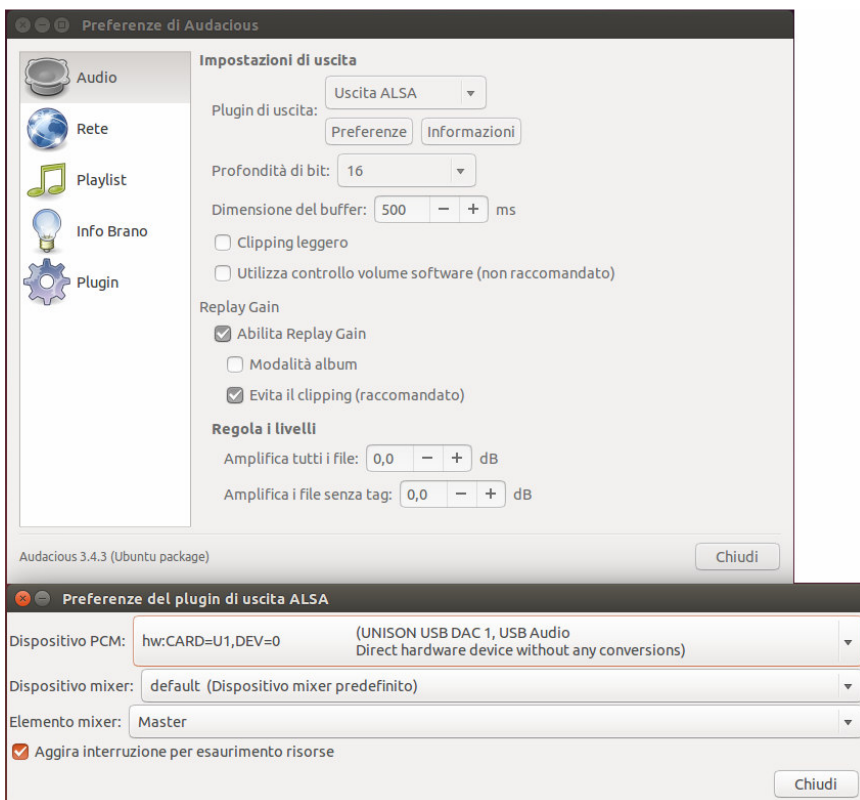 Preferenze di Audacious
Audio
Rete
Playlist
Info Brano
Plugin
Impostazioni di uscita
Plugin di uscita: Uscita ALSA
Preferenze Informazioni
Profondità di bit: 16
Dimensione del buffer: 500 − + ms
Clipping leggero
Utilizza controllo volume software (non raccomandato)
Replay Gain
Abilita Replay Gain
Modalità album
Evita il clipping (raccomandato)
Regola i livelli
Amplifica tutti i file: 0,0 − + dB
Amplifica i file senza tag: 0,0 − + dB
Audacious 3.4.3 (Ubuntu package) Chiudi
Preferenze del plugin di uscita ALSA
Dispositivo PCM: hw:CARD=U1,DEV=0 (UNISON USB DAC 1, USB Audio
Direct hardware device without any conversions)
Dispositivo mixer: default (Dispositivo mixer predefinito)
Elemento mixer: Master
Aggira interruzione per esaurimento risorse
Chiudi